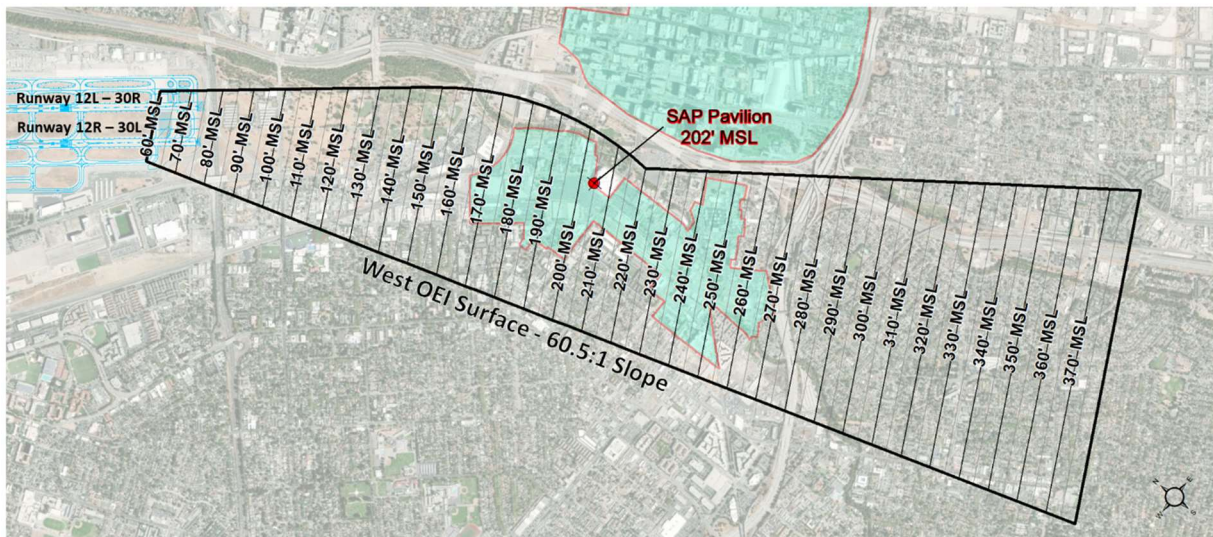 Runway 12L – 30R
Runway 12R – 30L
SAP Pavilion
202' MSL
60' MSL
70' MSL
80' MSL
90' MSL
100' MSL
110' MSL
120' MSL
130' MSL
140' MSL
150' MSL
160' MSL
170' MSL
180' MSL
190' MSL
200' MSL
210' MSL
220' MSL
230' MSL
240' MSL
250' MSL
260' MSL
270' MSL
280' MSL
290' MSL
300' MSL
310' MSL
320' MSL
330' MSL
340' MSL
350' MSL
360' MSL
370' MSL
West OEI Surface - 60.5:1 Slope
N
E
W
S